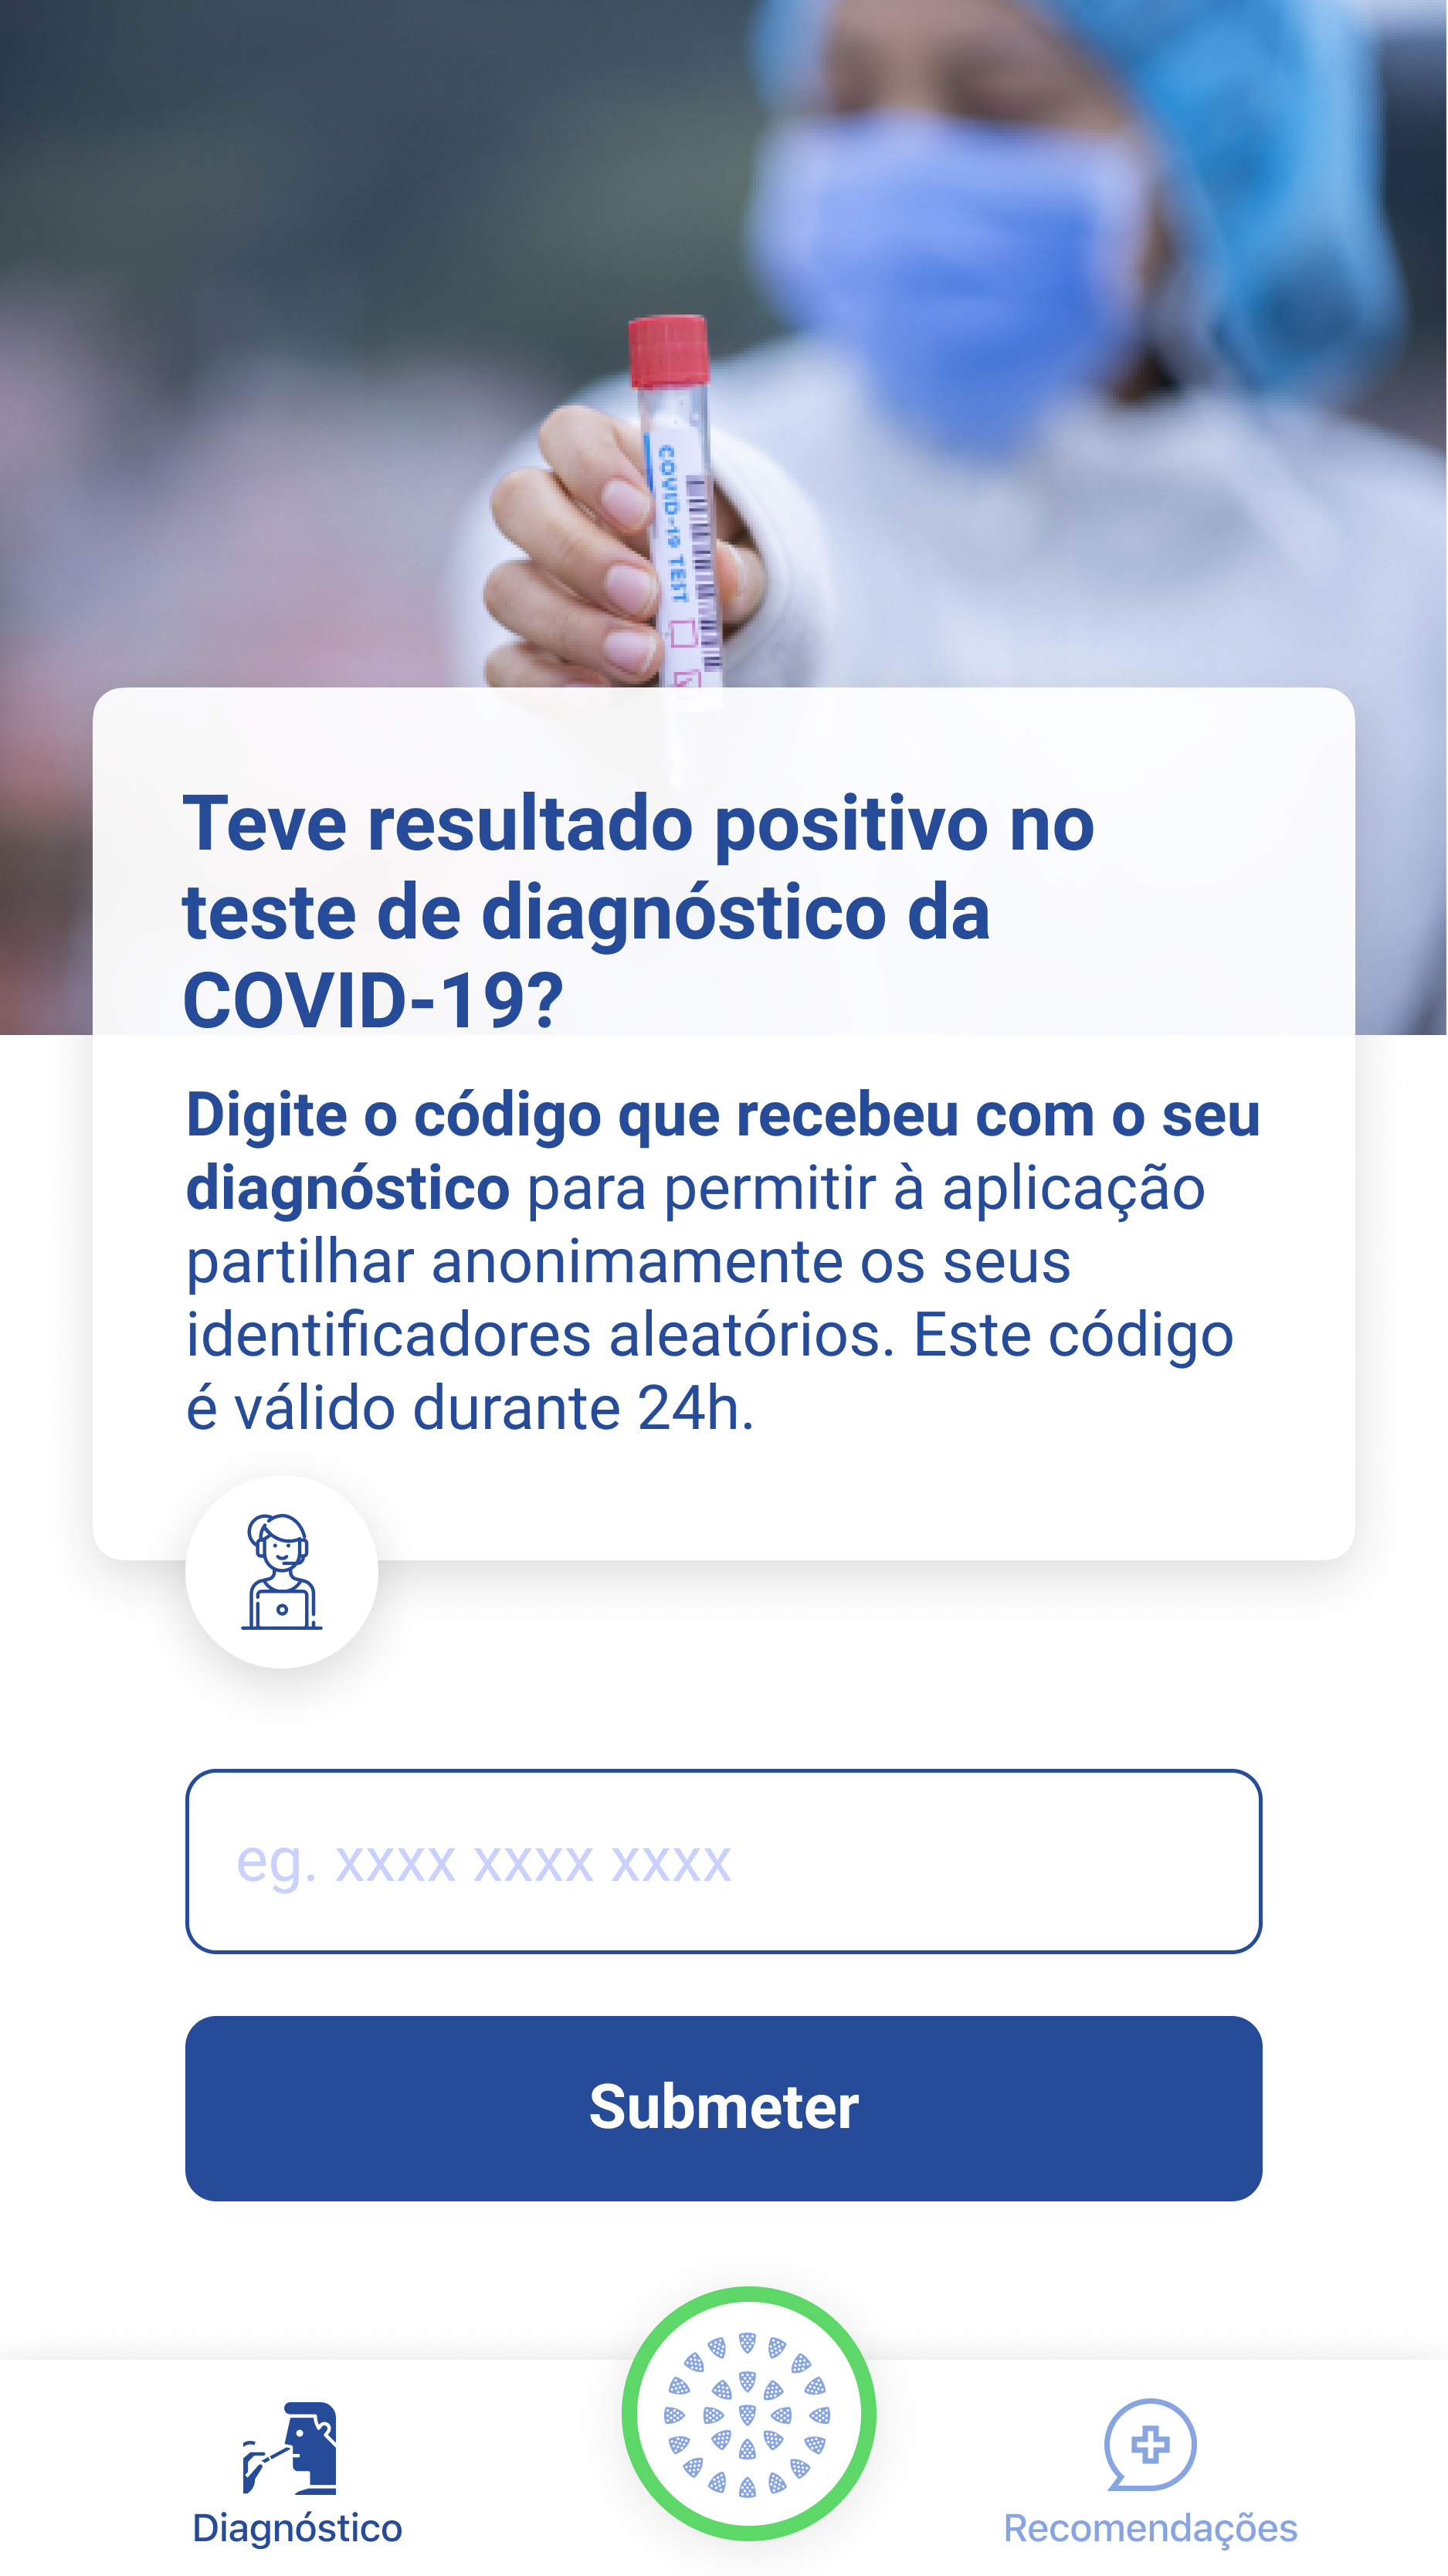 COVID-19 TEST
Teve resultado positivo no
teste de diagnóstico da
COVID-19?
Digite o código que recebeu com o seu
diagnóstico para permitir à aplicação
partilhar anonimamente os seus
identificadores aleatórios. Este código
é válido durante 24h.
eg. xxxx xxxx xxxx
Submeter
Diagnóstico
Recomendações